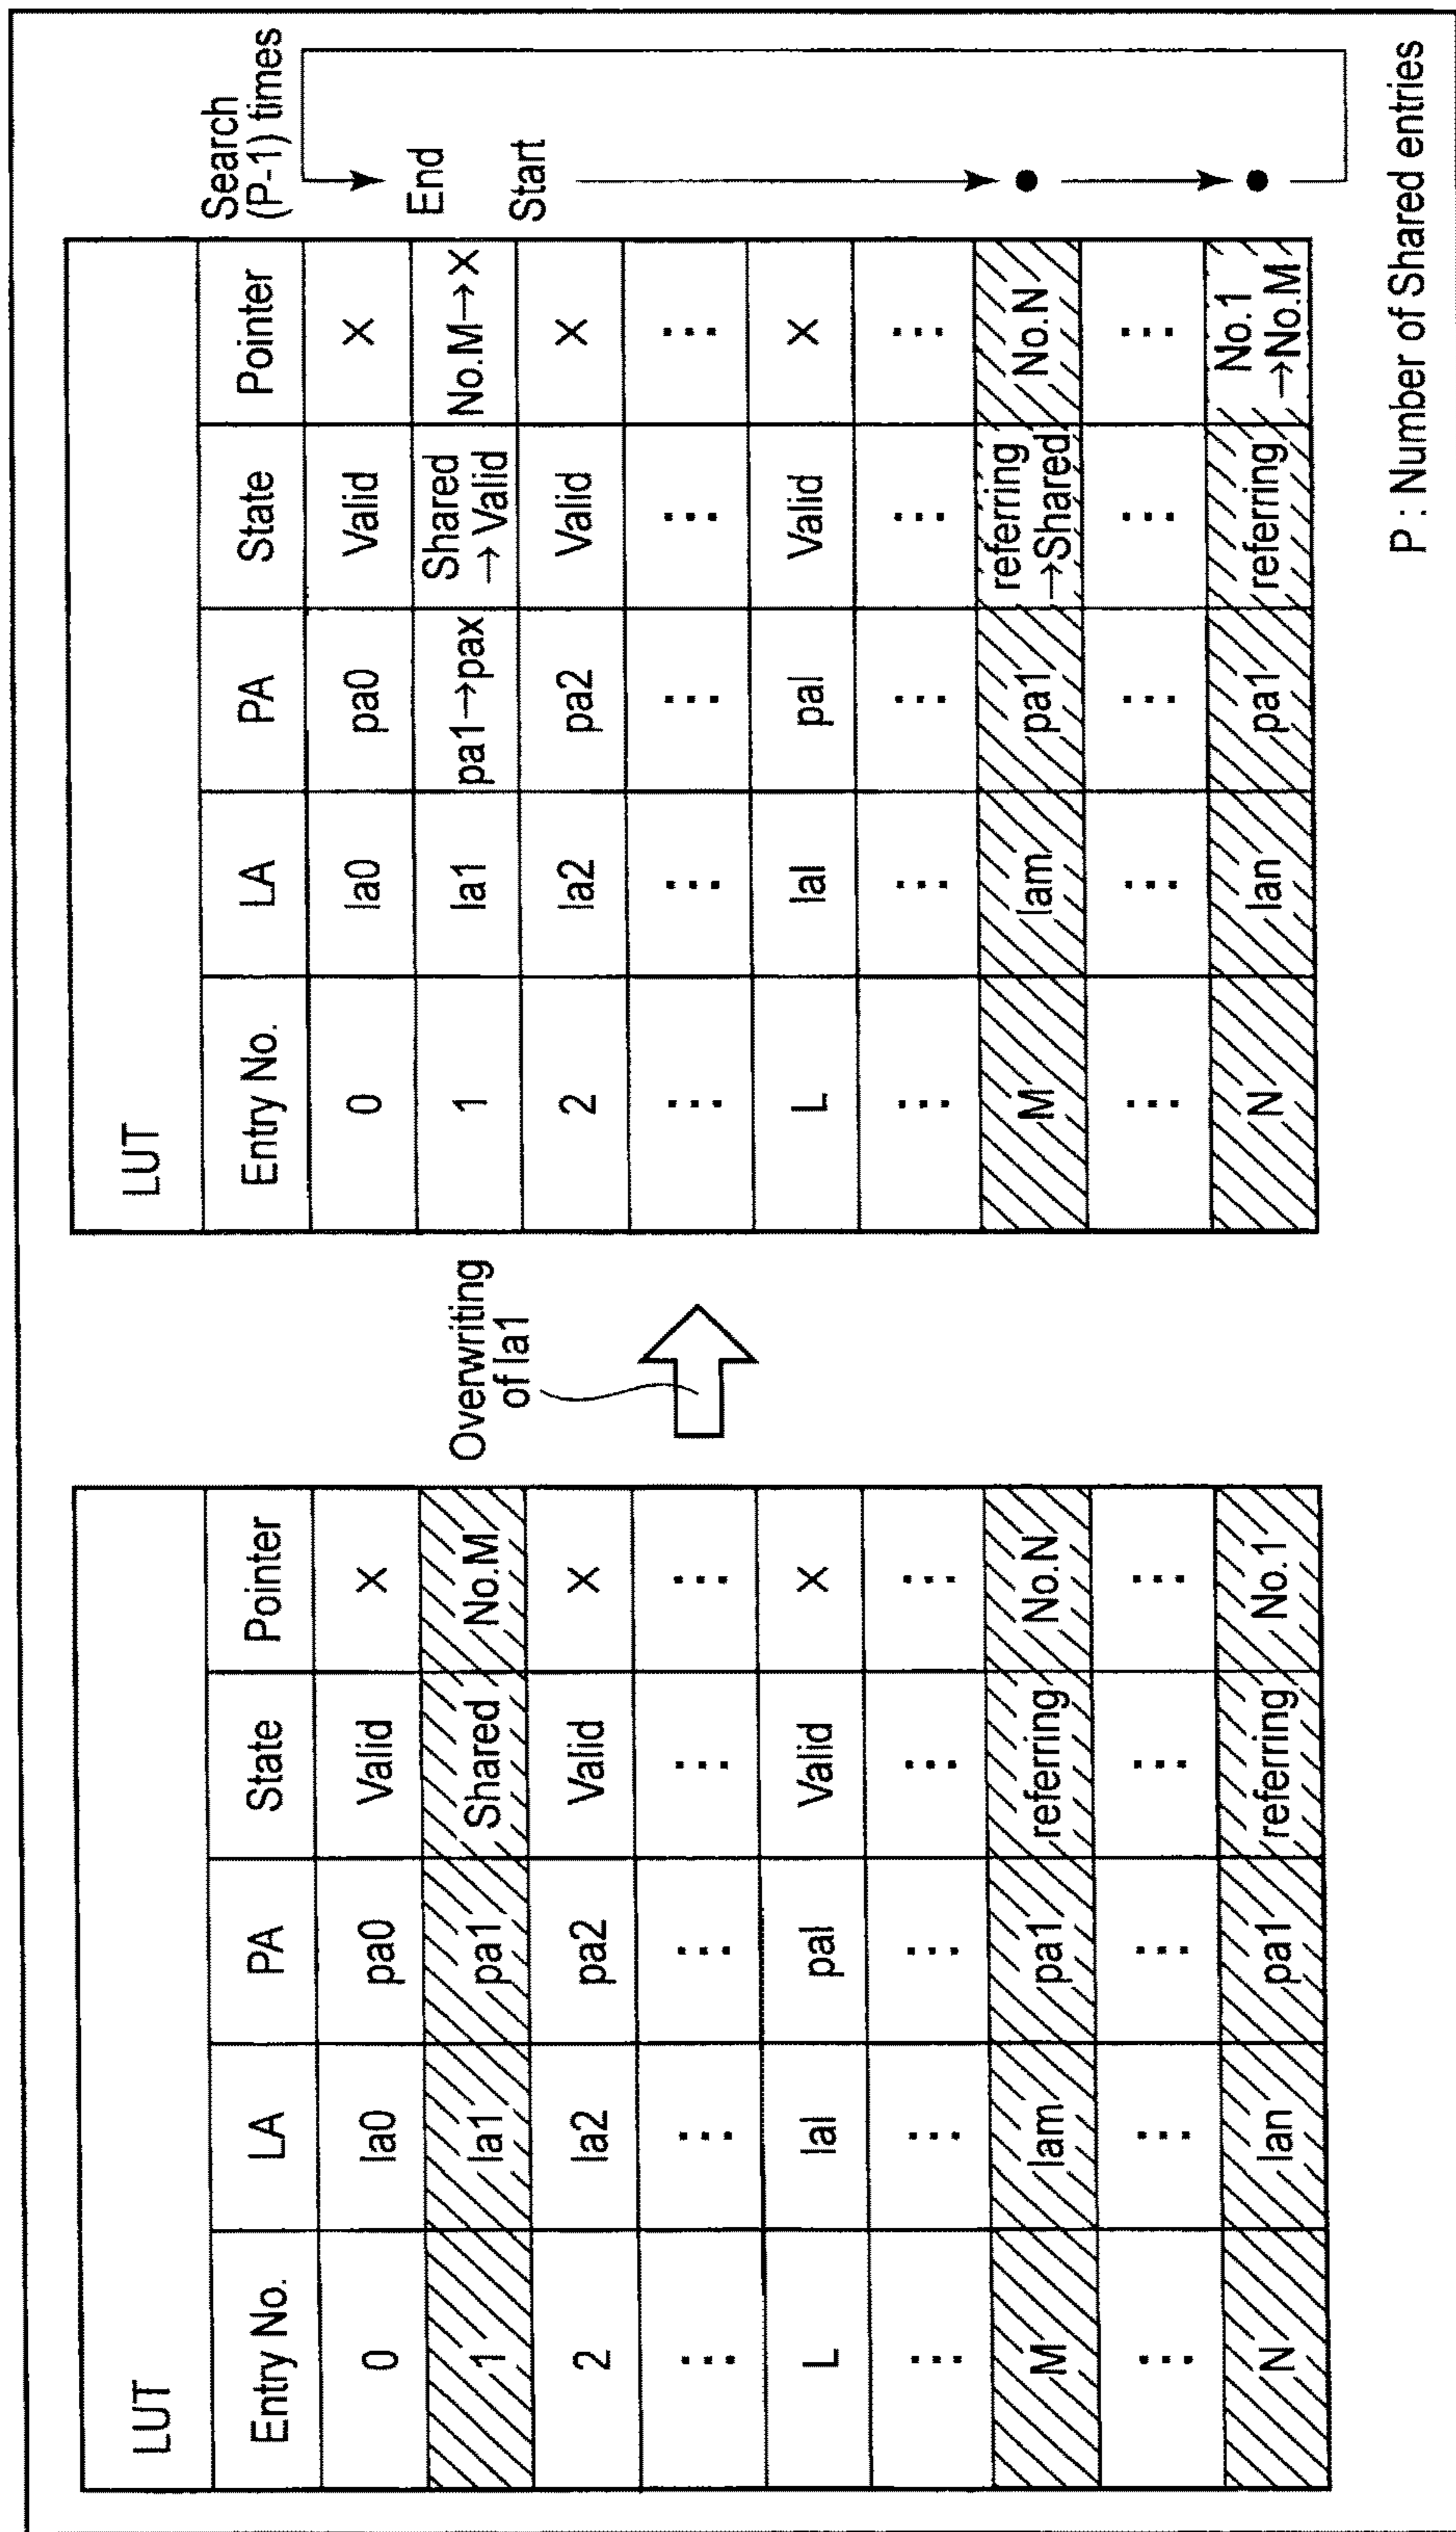 LUT
Entry No. LA PA State Pointer
0 la0 pa0 Valid X
1 la1 pa1 Shared No.M
2 la2 pa2 Valid X
... ... ... ... ...
L lal pal Valid X
... ... ... ... ...
M lam pa1 referring No.N
... ... ... ... ...
N lan pa1 referring No.1
Overwriting
of la1
LUT
Entry No. LA PA State Pointer
0 la0 pa0 Valid X
1 la1 pa1→pax Shared → Valid No.M→X
2 la2 pa2 Valid X
... ... ... ... ...
L lal pal Valid X
... ... ... ... ...
M lam pa1 referring →Shared No.N
... ... ... ... ...
N lan pa1 referring No.1 →No.M
Search
(P-1) times
End
Start
P : Number of Shared entries